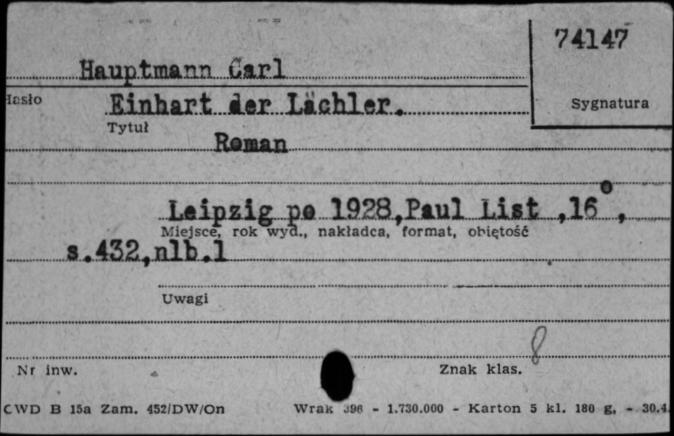 74147
Hauptmann Carl
Hasło
Einhart der Lächler.
Sygnatura
Tytuł
Roman
Leipzig po 1928, Paul List ,16°,
Miejsce, rok wyd., nakładca, format, objętość
s.432,nlb.1
Uwagi
8
Nr inw.
Znak klas.
CWD B 15a Zam. 452/DW/On Wrak 396 - 1.730.000 - Karton 5 kl. 180 g. - 30.4